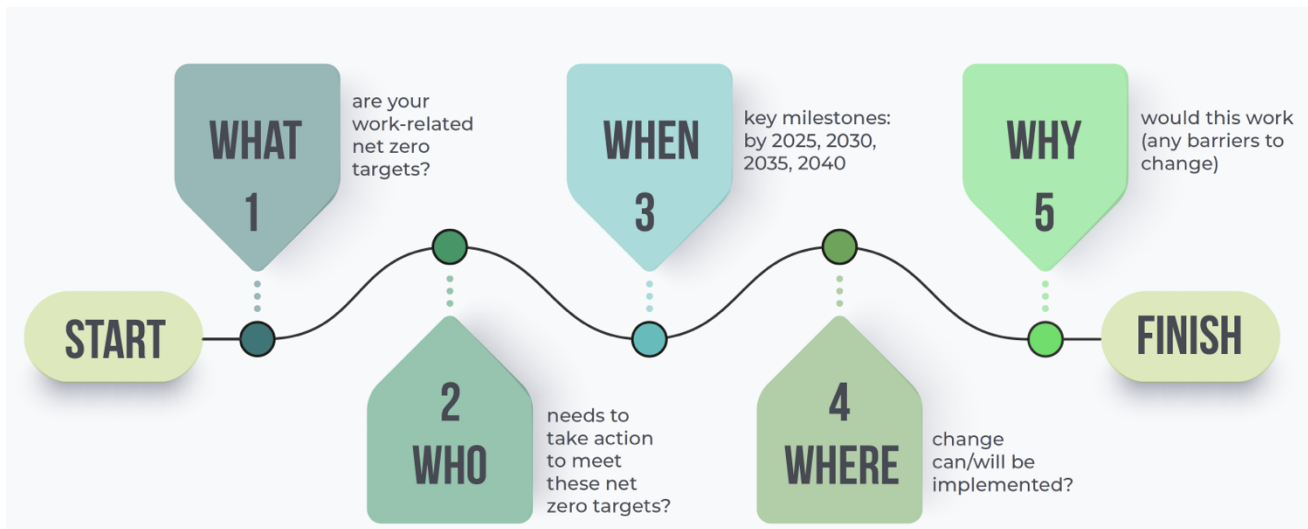 START
WHAT
1
are your
work-related
net zero
targets?
2
WHO
needs to
take action
to meet
these net
zero targets?
WHEN
3
key milestones:
by 2025, 2030,
2035, 2040
4
WHERE
change
can/will be
implemented?
WHY
5
would this work
(any barriers to
change)
FINISH